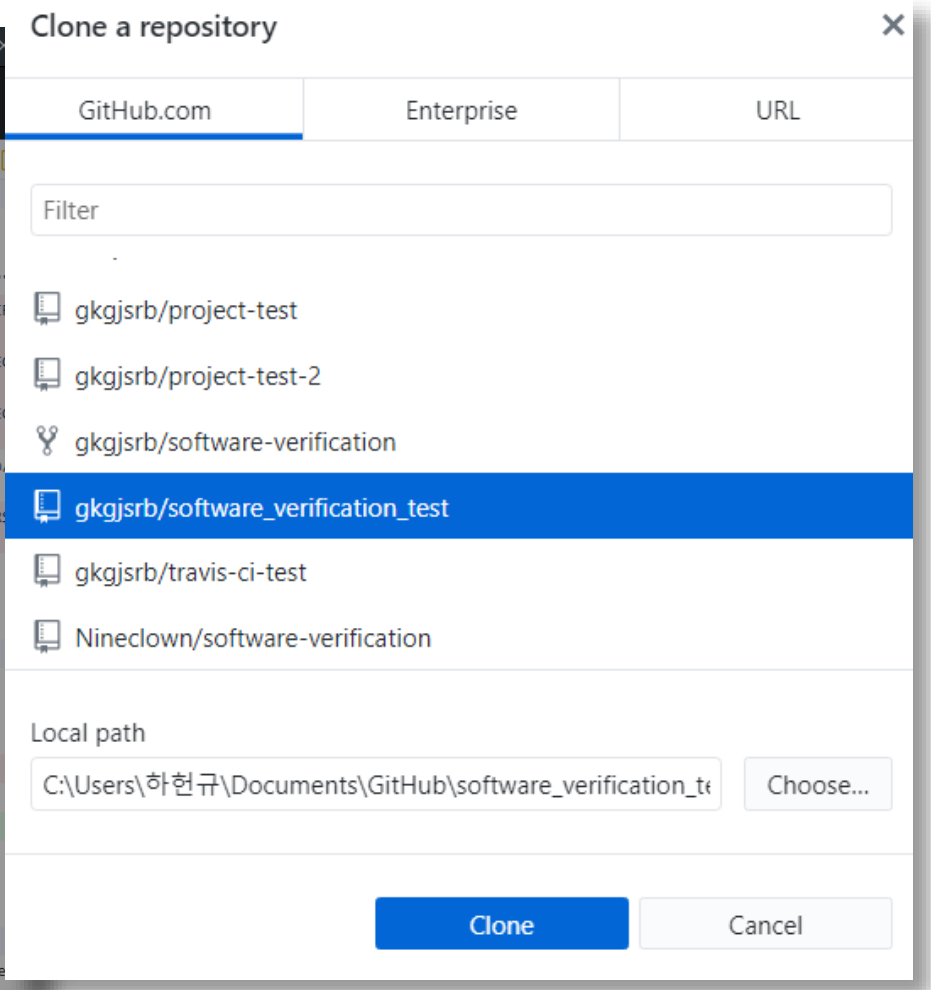 Clone a repository
GitHub.com
Enterprise
URL
Filter
gkgjsrb/project-test
gkgjsrb/project-test-2
gkgjsrb/software-verification
gkgjsrb/software_verification_test
gkgjsrb/travis-ci-test
Nineclown/software-verification
Local path
C:\Users\하헌규\Documents\GitHub\software_verification_te
Choose...
Clone
Cancel